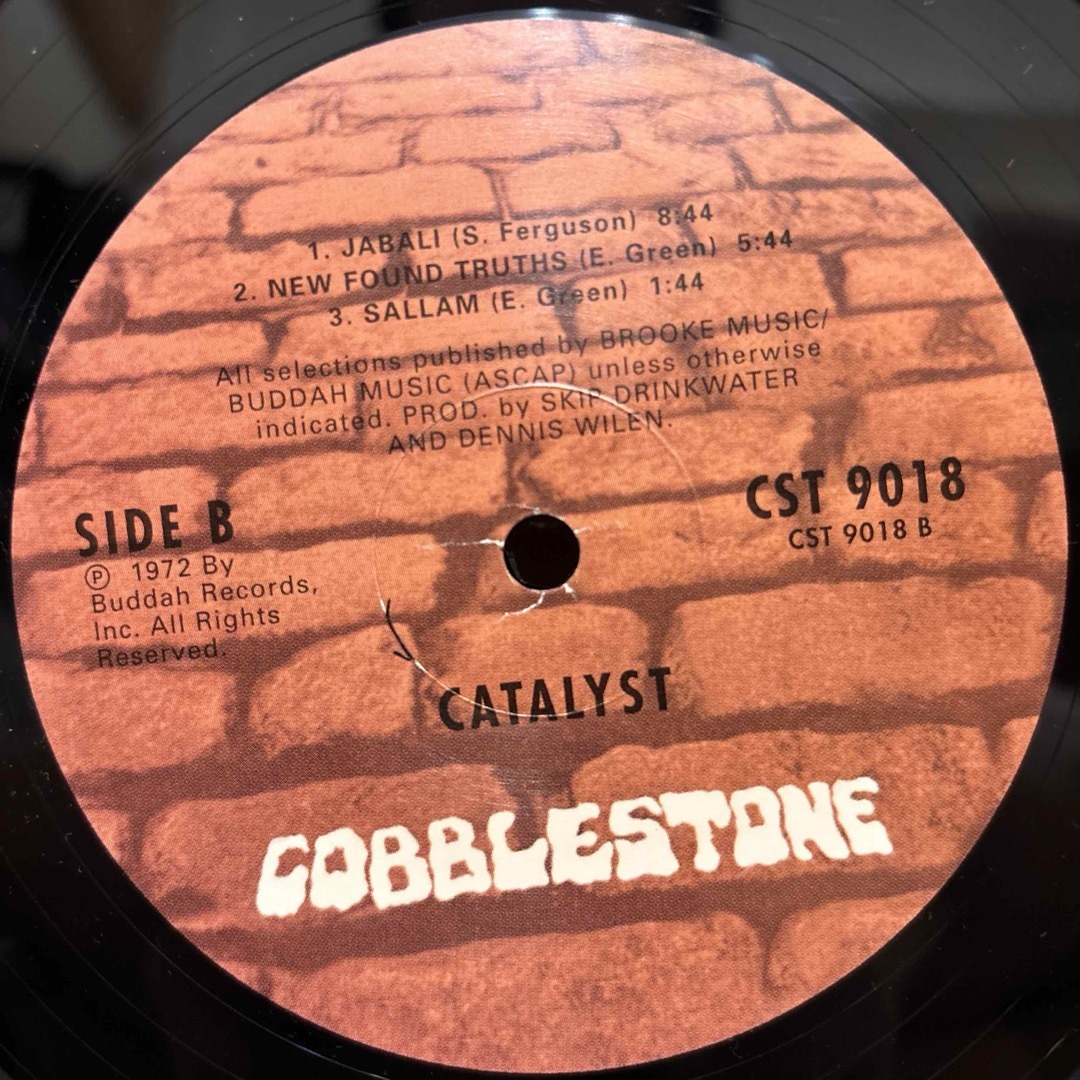 1. JABALI (S. Ferguson) 8:44
2. NEW FOUND TRUTHS (E. Green) 5:44
3. SALLAM (E. Green) 1:44
All selections published by BROOKE MUSIC/
BUDDAH MUSIC (ASCAP) unless otherwise
indicated. PROD. by SKIP DRINKWATER
AND DENNIS WILEN.
SIDE B
℗ 1972 By
Buddah Records,
Inc. All Rights
Reserved.
CST 9018
CST 9018 B
CATALYST
COBBLESTONE